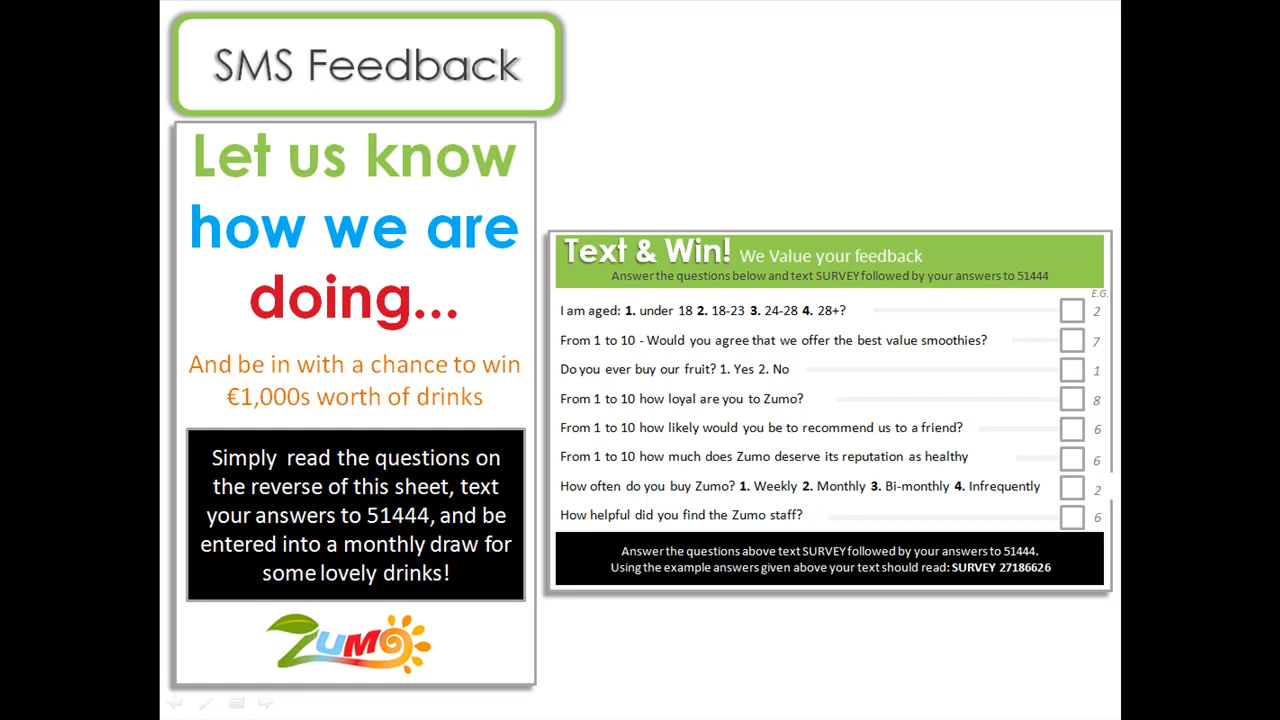 SMS Feedback
Let us know
how we are
doing...
And be in with a chance to win
€1,000s worth of drinks
Simply read the questions on
the reverse of this sheet, text
your answers to 51444, and be
entered into a monthly draw for
some lovely drinks!
ZUMO
Text & Win! We Value your feedback
Answer the questions below and text SURVEY followed by your answers to 51444
E.G.
I am aged: 1. under 18 2. 18-23 3. 24-28 4. 28+? 2
From 1 to 10 - Would you agree that we offer the best value smoothies? 7
Do you ever buy our fruit? 1. Yes 2. No 1
From 1 to 10 how loyal are you to Zumo? 8
From 1 to 10 how likely would you be to recommend us to a friend? 6
From 1 to 10 how much does Zumo deserve its reputation as healthy 6
How often do you buy Zumo? 1. Weekly 2. Monthly 3. Bi-monthly 4. Infrequently 2
How helpful did you find the Zumo staff? 6
Answer the questions above text SURVEY followed by your answers to 51444.
Using the example answers given above your text should read: SURVEY 27186626